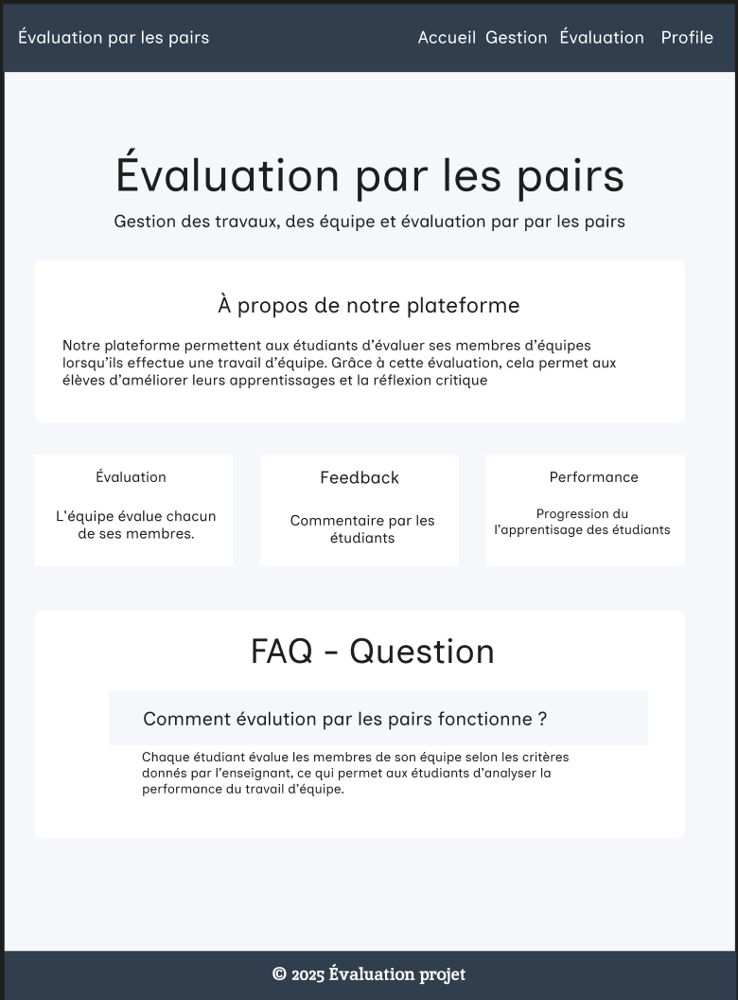 Évaluation par les pairs
Accueil Gestion Évaluation Profile
Évaluation par les pairs
Gestion des travaux, des équipe et évaluation par par les pairs
À propos de notre plateforme
Notre plateforme permettent aux étudiants d’évaluer ses membres d’équipes
lorsqu’ils effectue une travail d’équipe. Grâce à cette évaluation, cela permet aux
élèves d’améliorer leurs apprentissages et la réflexion critique
Évaluation
L'équipe évalue chacun
de ses membres.
Feedback
Commentaire par les
étudiants
Performance
Progression du
l’apprentisage des étudiants
FAQ - Question
Comment évalution par les pairs fonctionne ?
Chaque étudiant évalue les membres de son équipe selon les critères
donnés par l’enseignant, ce qui permet aux étudiants d’analyser la
performance du travail d’équipe.
© 2025 Évaluation projet